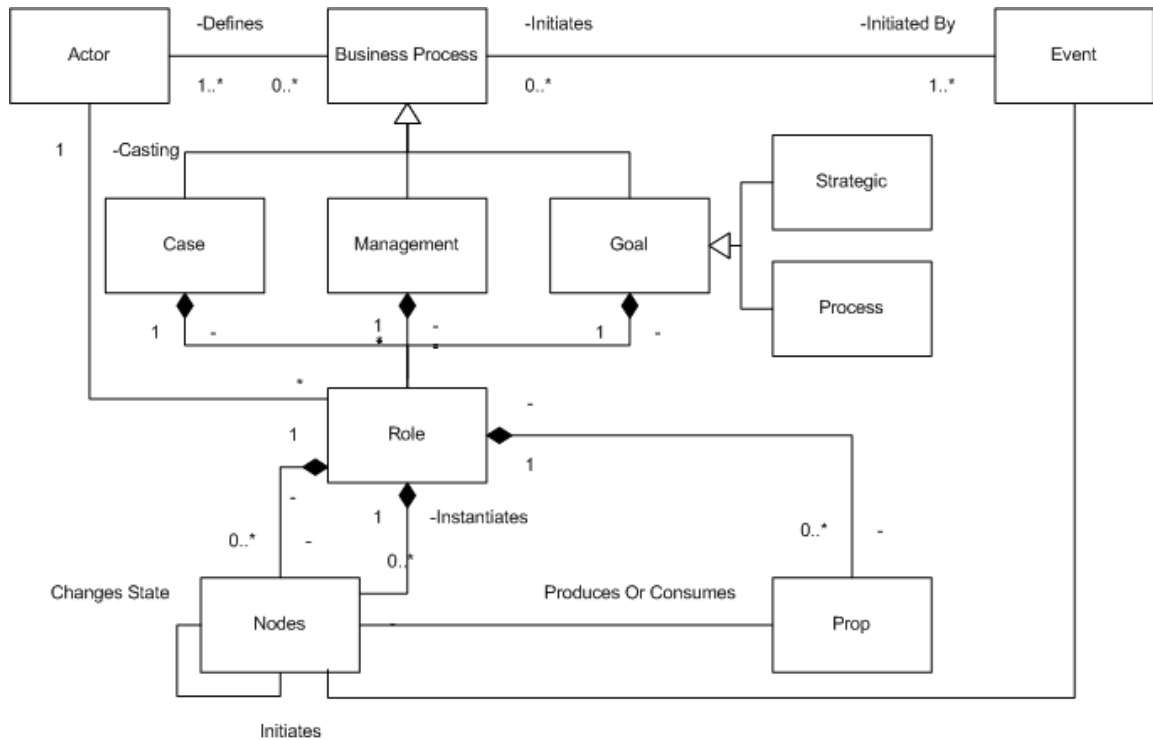 -Defines -Initiates -Initiated By
Actor Business Process Event
1..* 0..* 0..* 1..*
1 -Casting
Strategic
Case Management Goal
Process
1 - 1 - 1 -
* -
*
-
Role
1 1
-
1 -Instantiates
0..* - 0..* 0..* -
Changes State Produces Or Consumes
Nodes - Prop
Initiates